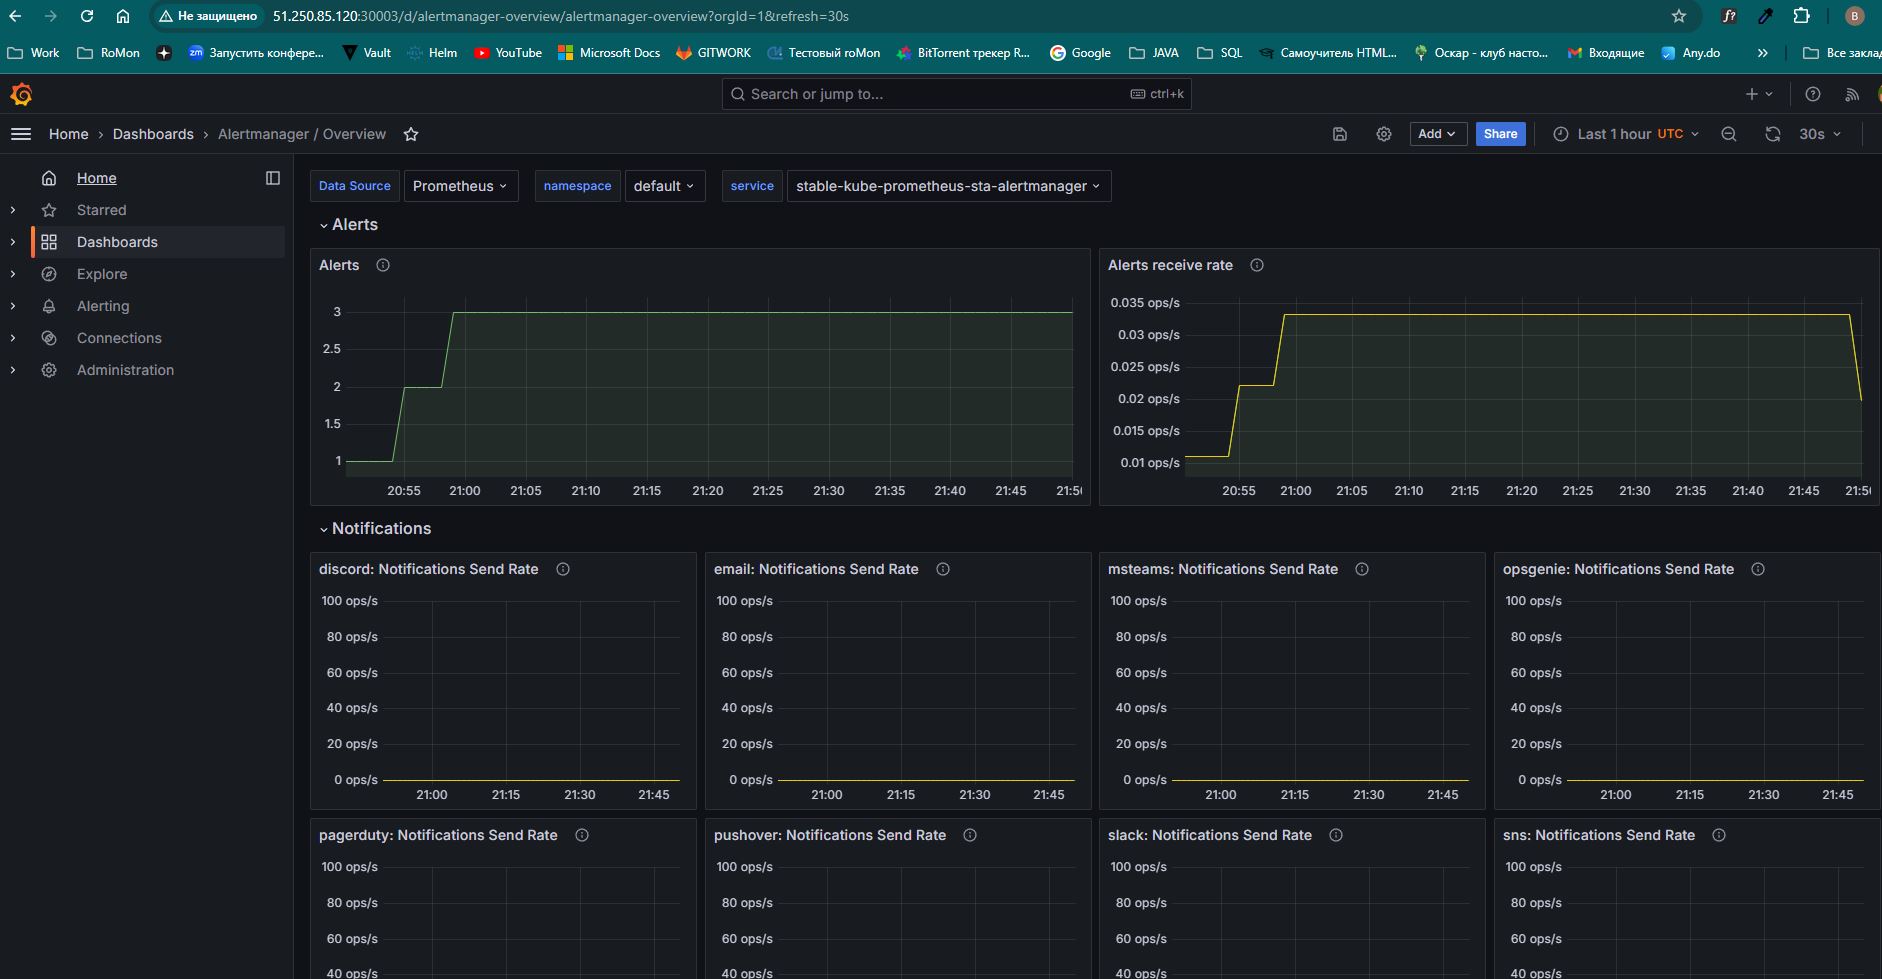 Не защищено 51.250.85.120:30003/d/alertmanager-overview/alertmanager-overview?orgId=1&refresh=30s f? B
Work RoMon zm Запустить конфере... Vault HELM Helm YouTube Microsoft Docs GITWORK Тестовый roMon BitTorrent трекер R... Google JAVA SQL Самоучитель HTML... Оскар - клуб насто... Входящие Any.do Все заклад
Search or jump to... ctrl+k
Home Dashboards Alertmanager / Overview Add Share Last 1 hour UTC 30s
Home
Starred
Dashboards
Explore
Alerting
Connections
Administration
Data Source Prometheus namespace default service stable-kube-prometheus-sta-alertmanager
Alerts
Alerts
3
2.5
2
1.5
1
20:55 21:00 21:05 21:10 21:15 21:20 21:25 21:30 21:35 21:40 21:45 21:50
Alerts receive rate
0.035 ops/s
0.03 ops/s
0.025 ops/s
0.02 ops/s
0.015 ops/s
0.01 ops/s
20:55 21:00 21:05 21:10 21:15 21:20 21:25 21:30 21:35 21:40 21:45 21:50
Notifications
discord: Notifications Send Rate
100 ops/s
80 ops/s
60 ops/s
40 ops/s
20 ops/s
0 ops/s
21:00 21:15 21:30 21:45
email: Notifications Send Rate
100 ops/s
80 ops/s
60 ops/s
40 ops/s
20 ops/s
0 ops/s
21:00 21:15 21:30 21:45
msteams: Notifications Send Rate
100 ops/s
80 ops/s
60 ops/s
40 ops/s
20 ops/s
0 ops/s
21:00 21:15 21:30 21:45
opsgenie: Notifications Send Rate
100 ops/s
80 ops/s
60 ops/s
40 ops/s
20 ops/s
0 ops/s
21:00 21:15 21:30 21:45
pagerduty: Notifications Send Rate
100 ops/s
80 ops/s
60 ops/s
40 ops/s
pushover: Notifications Send Rate
100 ops/s
80 ops/s
60 ops/s
40 ops/s
slack: Notifications Send Rate
100 ops/s
80 ops/s
60 ops/s
40 ops/s
sns: Notifications Send Rate
100 ops/s
80 ops/s
60 ops/s
40 ops/s